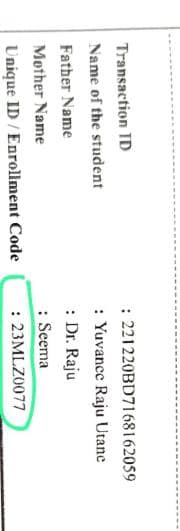 Transaction ID : 221220BD7168162059
Name of the student : Yuvanee Raju Utane
Father Name : Dr. Raju
Mother Name : Seema
Unique ID / Enrollment Code : 23MLZ0077